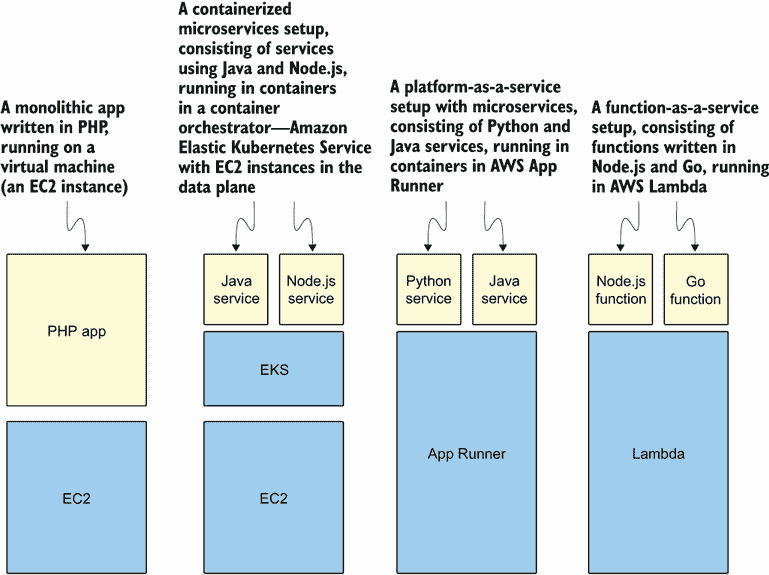 A monolithic app
written in PHP,
running on a
virtual machine
(an EC2 instance)
A containerized
microservices setup,
consisting of services
using Java and Node.js,
running in containers
in a container
orchestrator—Amazon
Elastic Kubernetes Service
with EC2 instances in the
data plane
A platform-as-a-service
setup with microservices,
consisting of Python and
Java services, running in
containers in AWS App
Runner
A function-as-a-service
setup, consisting of
functions written in
Node.js and Go, running
in AWS Lambda
PHP app
EC2
Java
service
Node.js
service
EKS
EC2
Python
service
Java
service
App Runner
Node.js
function
Go
function
Lambda